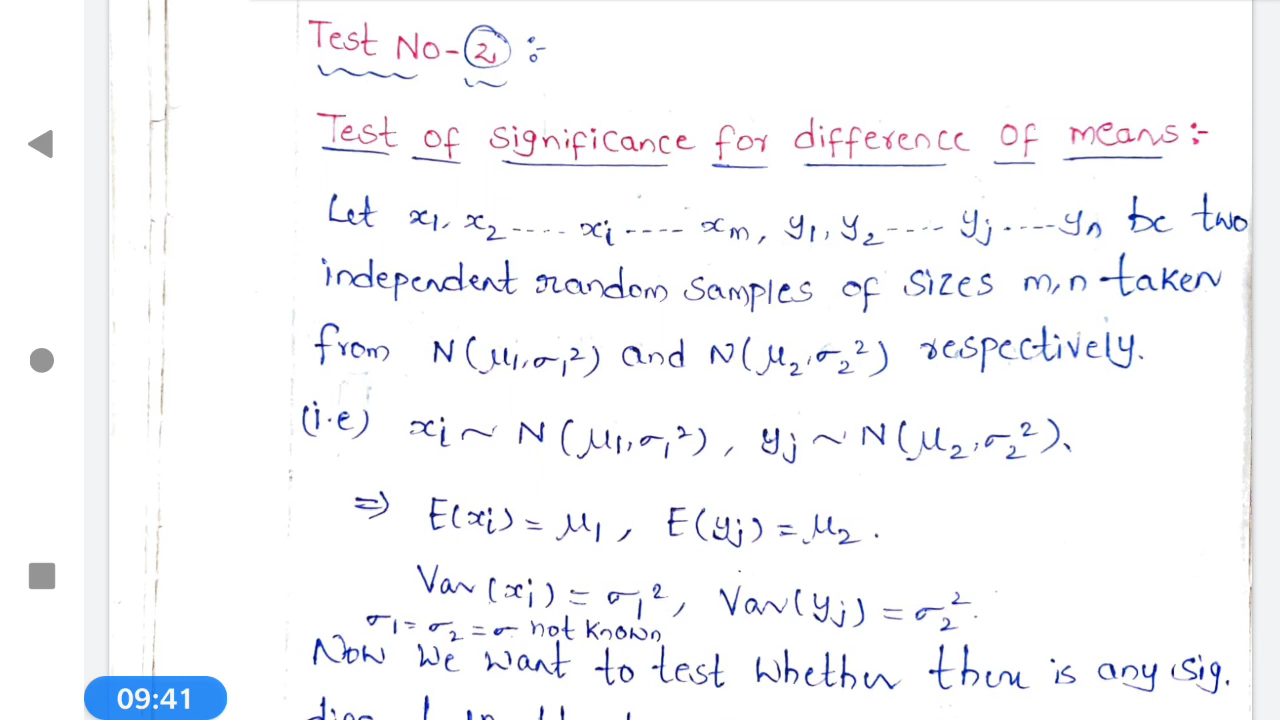 Test No-② :-
Test of significance for difference of means:-
Let x₁, x₂ ---- xᵢ ---- xₘ, y₁, y₂ ---- yⱼ ---- yₙ be two
independent random samples of sizes m,n taken
from N(μ₁,σ₁²) and N(μ₂,σ₂²) respectively.
(i.e) xᵢ ~ N(μ₁,σ₁²), yⱼ ~ N(μ₂,σ₂²).
⇒ E(xᵢ) = μ₁, E(yⱼ) = μ₂.
Var(xᵢ) = σ₁², Var(yⱼ) = σ₂².
σ₁ = σ₂ = σ not known
Now we want to test whether there is any sig.
09:41